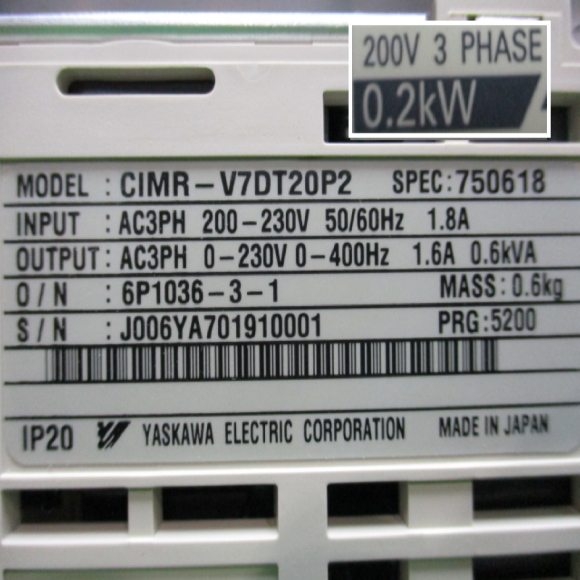 200V 3 PHASE
0.2kW
MODEL : CIMR-V7DT20P2 SPEC:750618
INPUT : AC3PH 200-230V 50/60Hz 1.8A
OUTPUT : AC3PH 0-230V 0-400Hz 1.6A 0.6kVA
O/N : 6P1036-3-1 MASS:0.6kg
S/N : J006YA701910001 PRG:5200
IP20 YASKAWA ELECTRIC CORPORATION MADE IN JAPAN